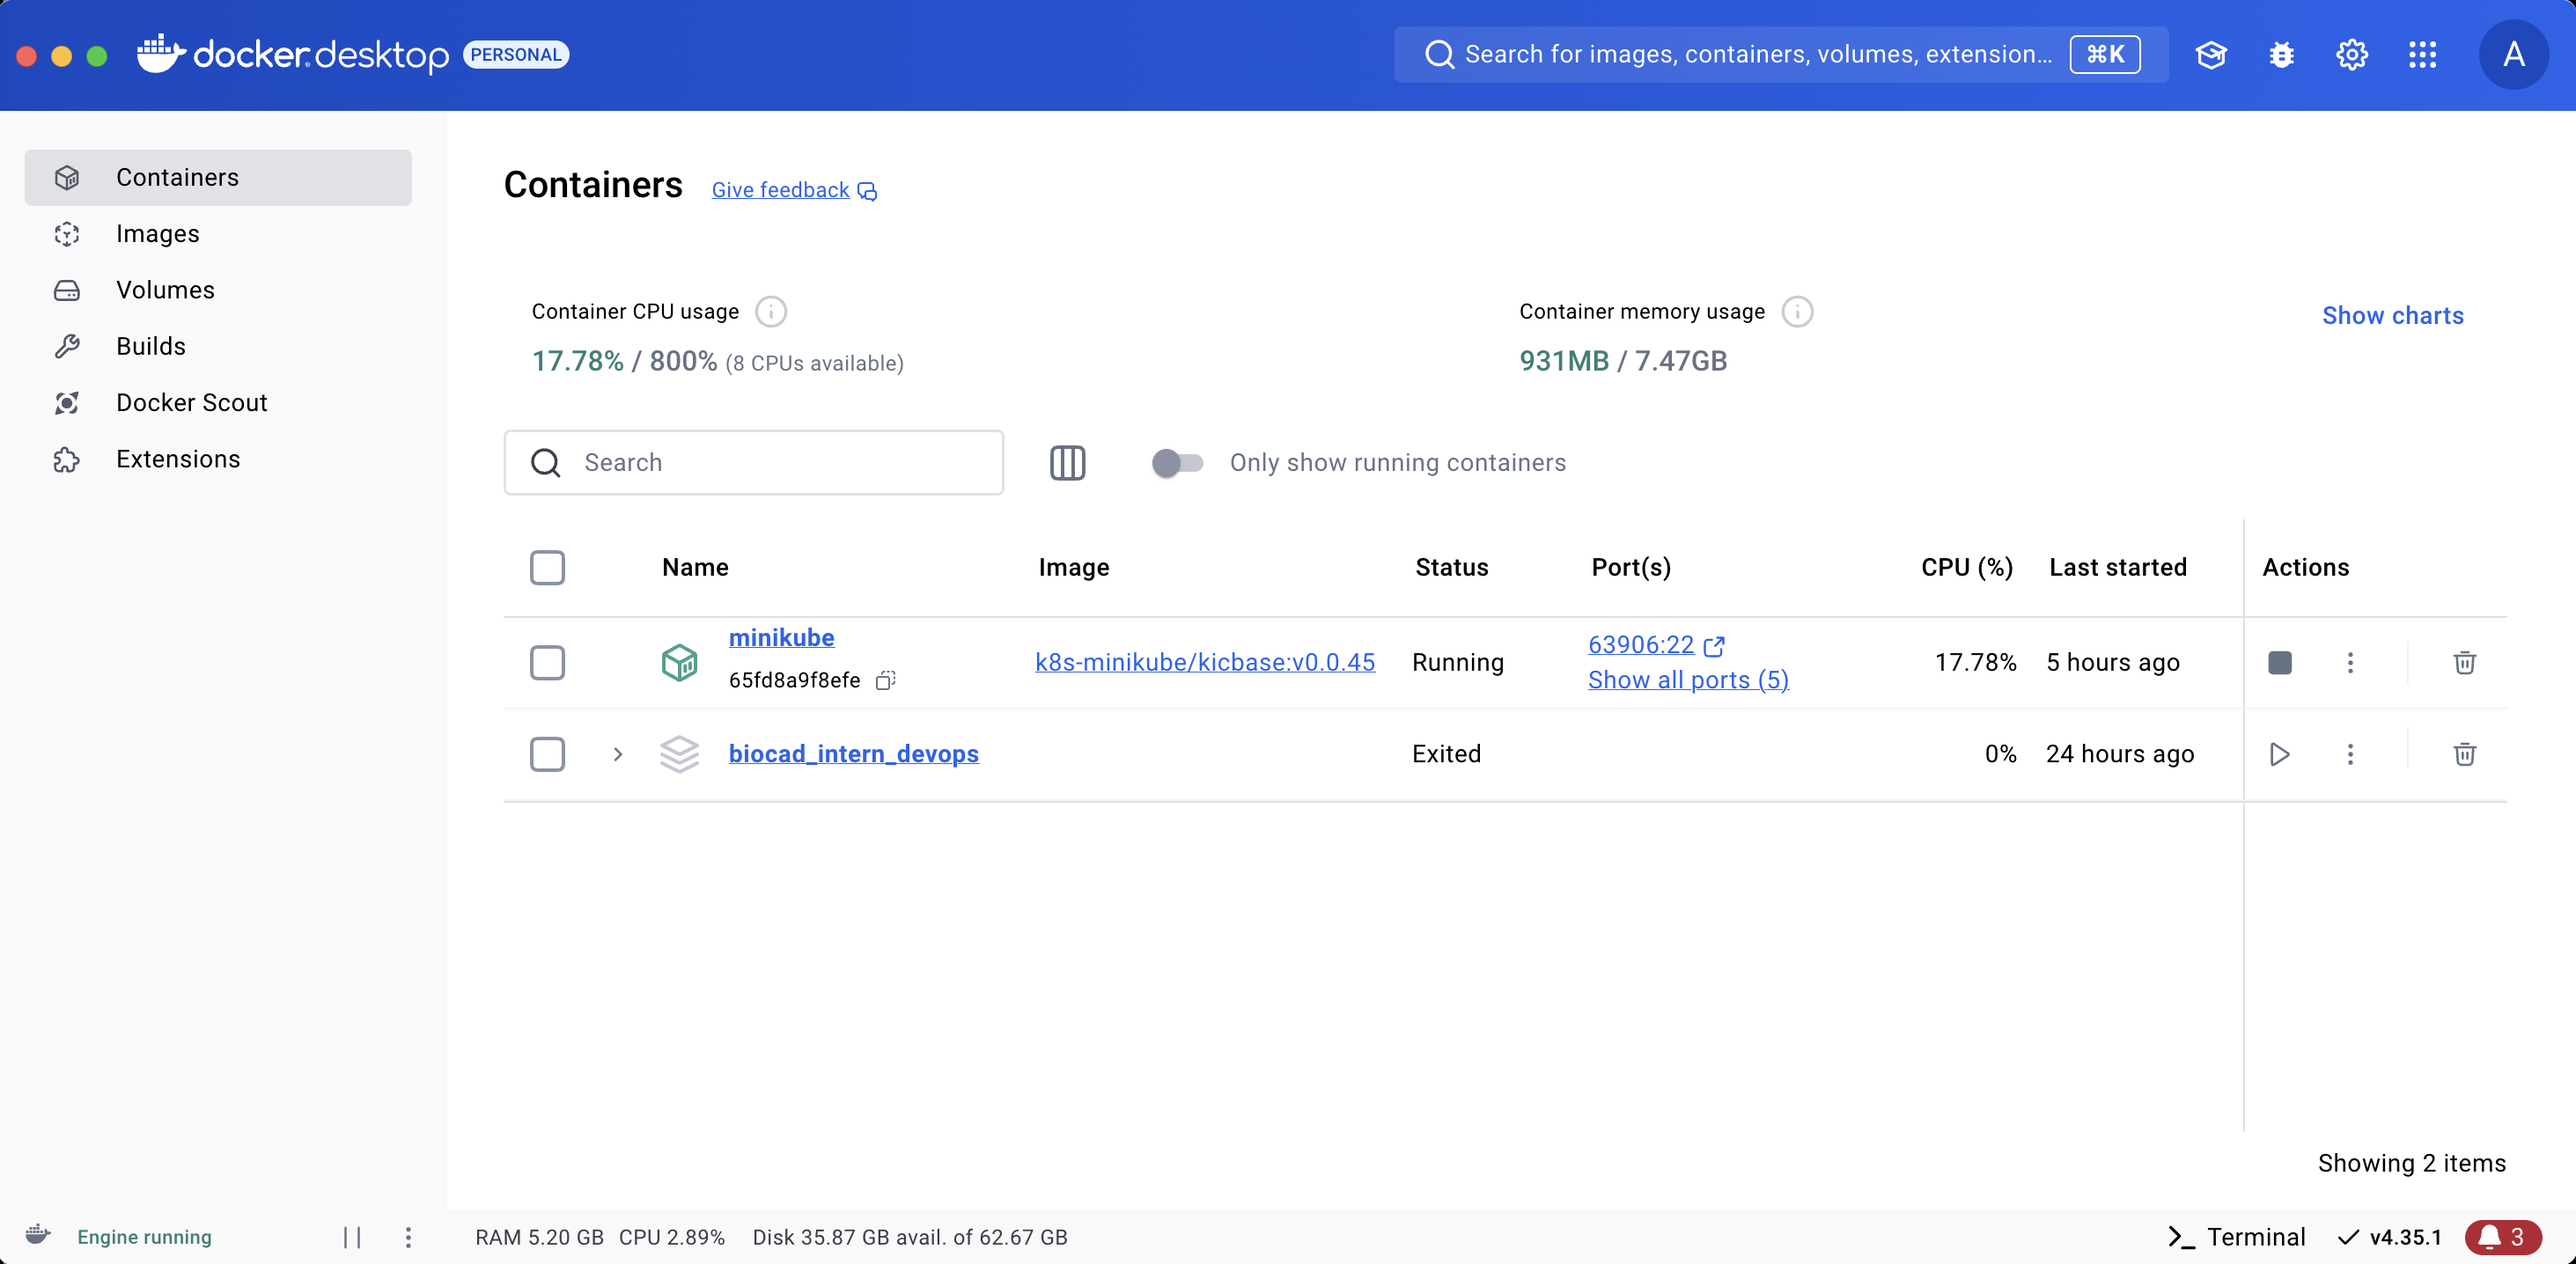 docker.desktop PERSONAL
Search for images, containers, volumes, extension... ⌘K
A
Containers
Images
Volumes
Builds
Docker Scout
Extensions
Containers Give feedback
Container CPU usage
17.78% / 800% (8 CPUs available)
Container memory usage
931MB / 7.47GB
Show charts
Search
Only show running containers
Name Image Status Port(s) CPU (%) Last started Actions
minikube
65fd8a9f8efe
k8s-minikube/kicbase:v0.0.45
Running
63906:22
Show all ports (5)
17.78%
5 hours ago
biocad_intern_devops Exited 0% 24 hours ago
Showing 2 items
Engine running
RAM 5.20 GB CPU 2.89% Disk 35.87 GB avail. of 62.67 GB
Terminal
v4.35.1
3